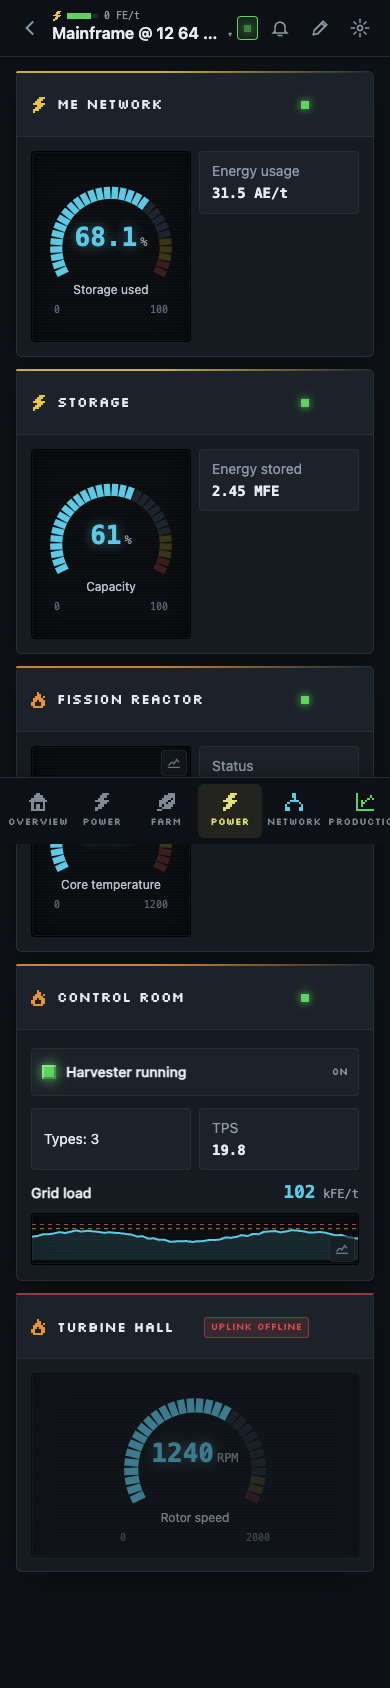 0 FE/t
Mainframe @ 12 64 ...
ME NETWORK
68.1 %
Storage used
0 100
Energy usage
31.5 AE/t
STORAGE
61 %
Capacity
0 100
Energy stored
2.45 MFE
FISSION REACTOR
Status
OVERVIEW POWER FARM POWER NETWORK PRODUCTIO
Core temperature
0 1200
CONTROL ROOM
Harvester running ON
Types: 3
TPS
19.8
Grid load 102 kFE/t
TURBINE HALL UPLINK OFFLINE
1240 RPM
Rotor speed
0 2000